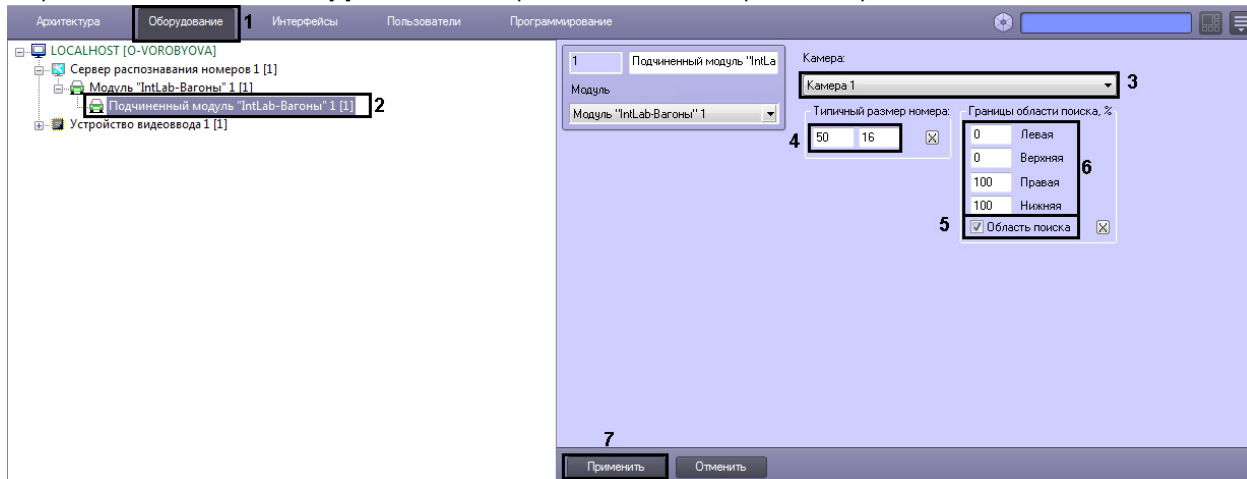 Архитектура Оборудование 1 Интерфейсы Пользователи Программирование
LOCALHOST [O-VOROBYOVA]
Сервер распознавания номеров 1 [1]
Модуль "IntLab-Вагоны" 1 [1]
Подчиненный модуль "IntLab-Вагоны" 1 [1] 2
Устройство видеоввода 1 [1]
1 Подчиненный модуль "IntLa
Модуль
Модуль "IntLab-Вагоны" 1
Камера:
Камера 1 3
Типичный размер номера:
4 50 16
Границы области поиска, %
0 Левая
0 Верхняя
6
100 Правая
100 Нижняя
5 Область поиска
7
Применить Отменить